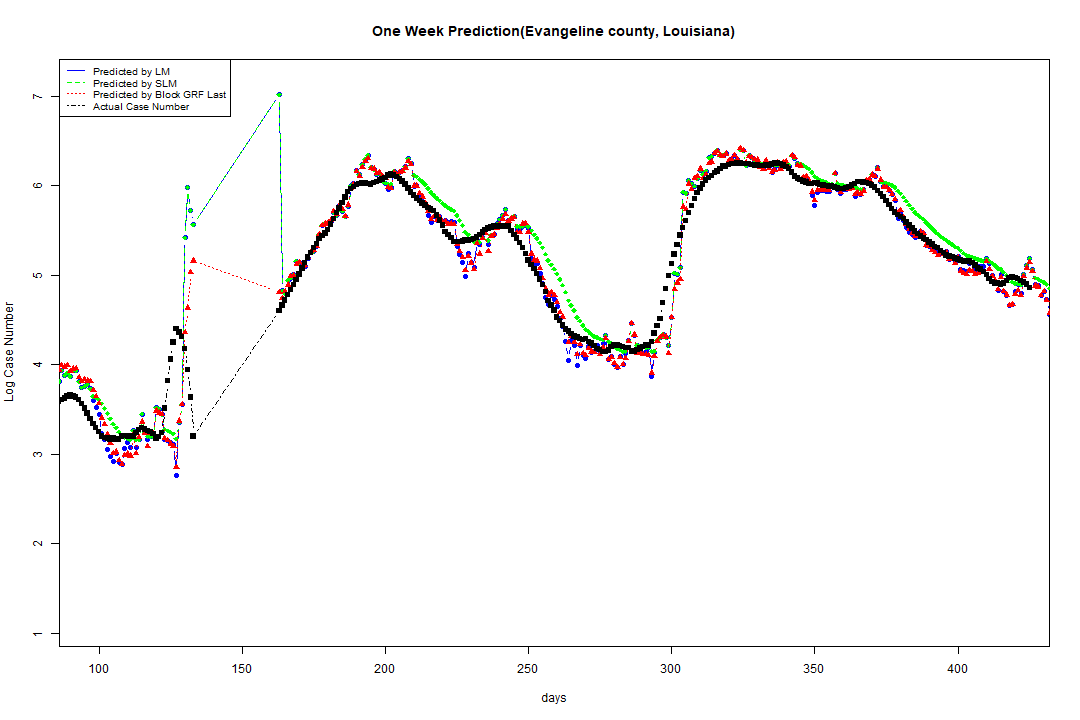 One Week Prediction(Evangeline county, Louisiana)
Predicted by LM
Predicted by SLM
Predicted by Block GRF Last
Actual Case Number
Log Case Number
7
6
5
4
3
2
1
100 150 200 250 300 350 400
days